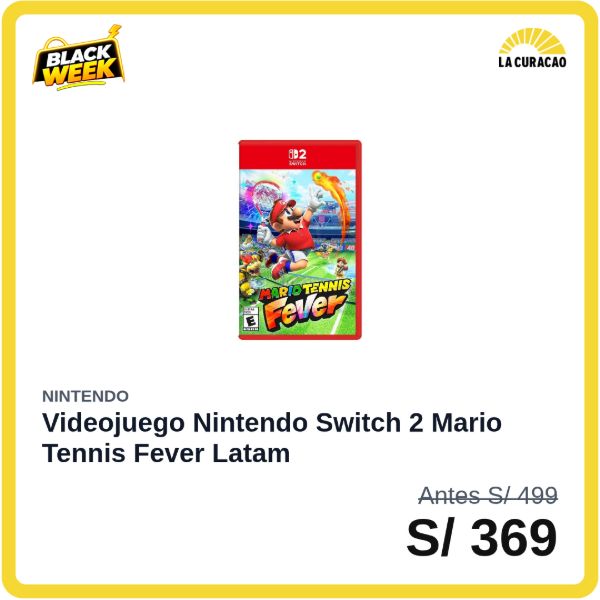 BLACK
WEEK
LA CURACAO
2
MARIO TENNIS
Fever
E
NINTENDO
Videojuego Nintendo Switch 2 Mario
Tennis Fever Latam
Antes S/ 499
S/ 369